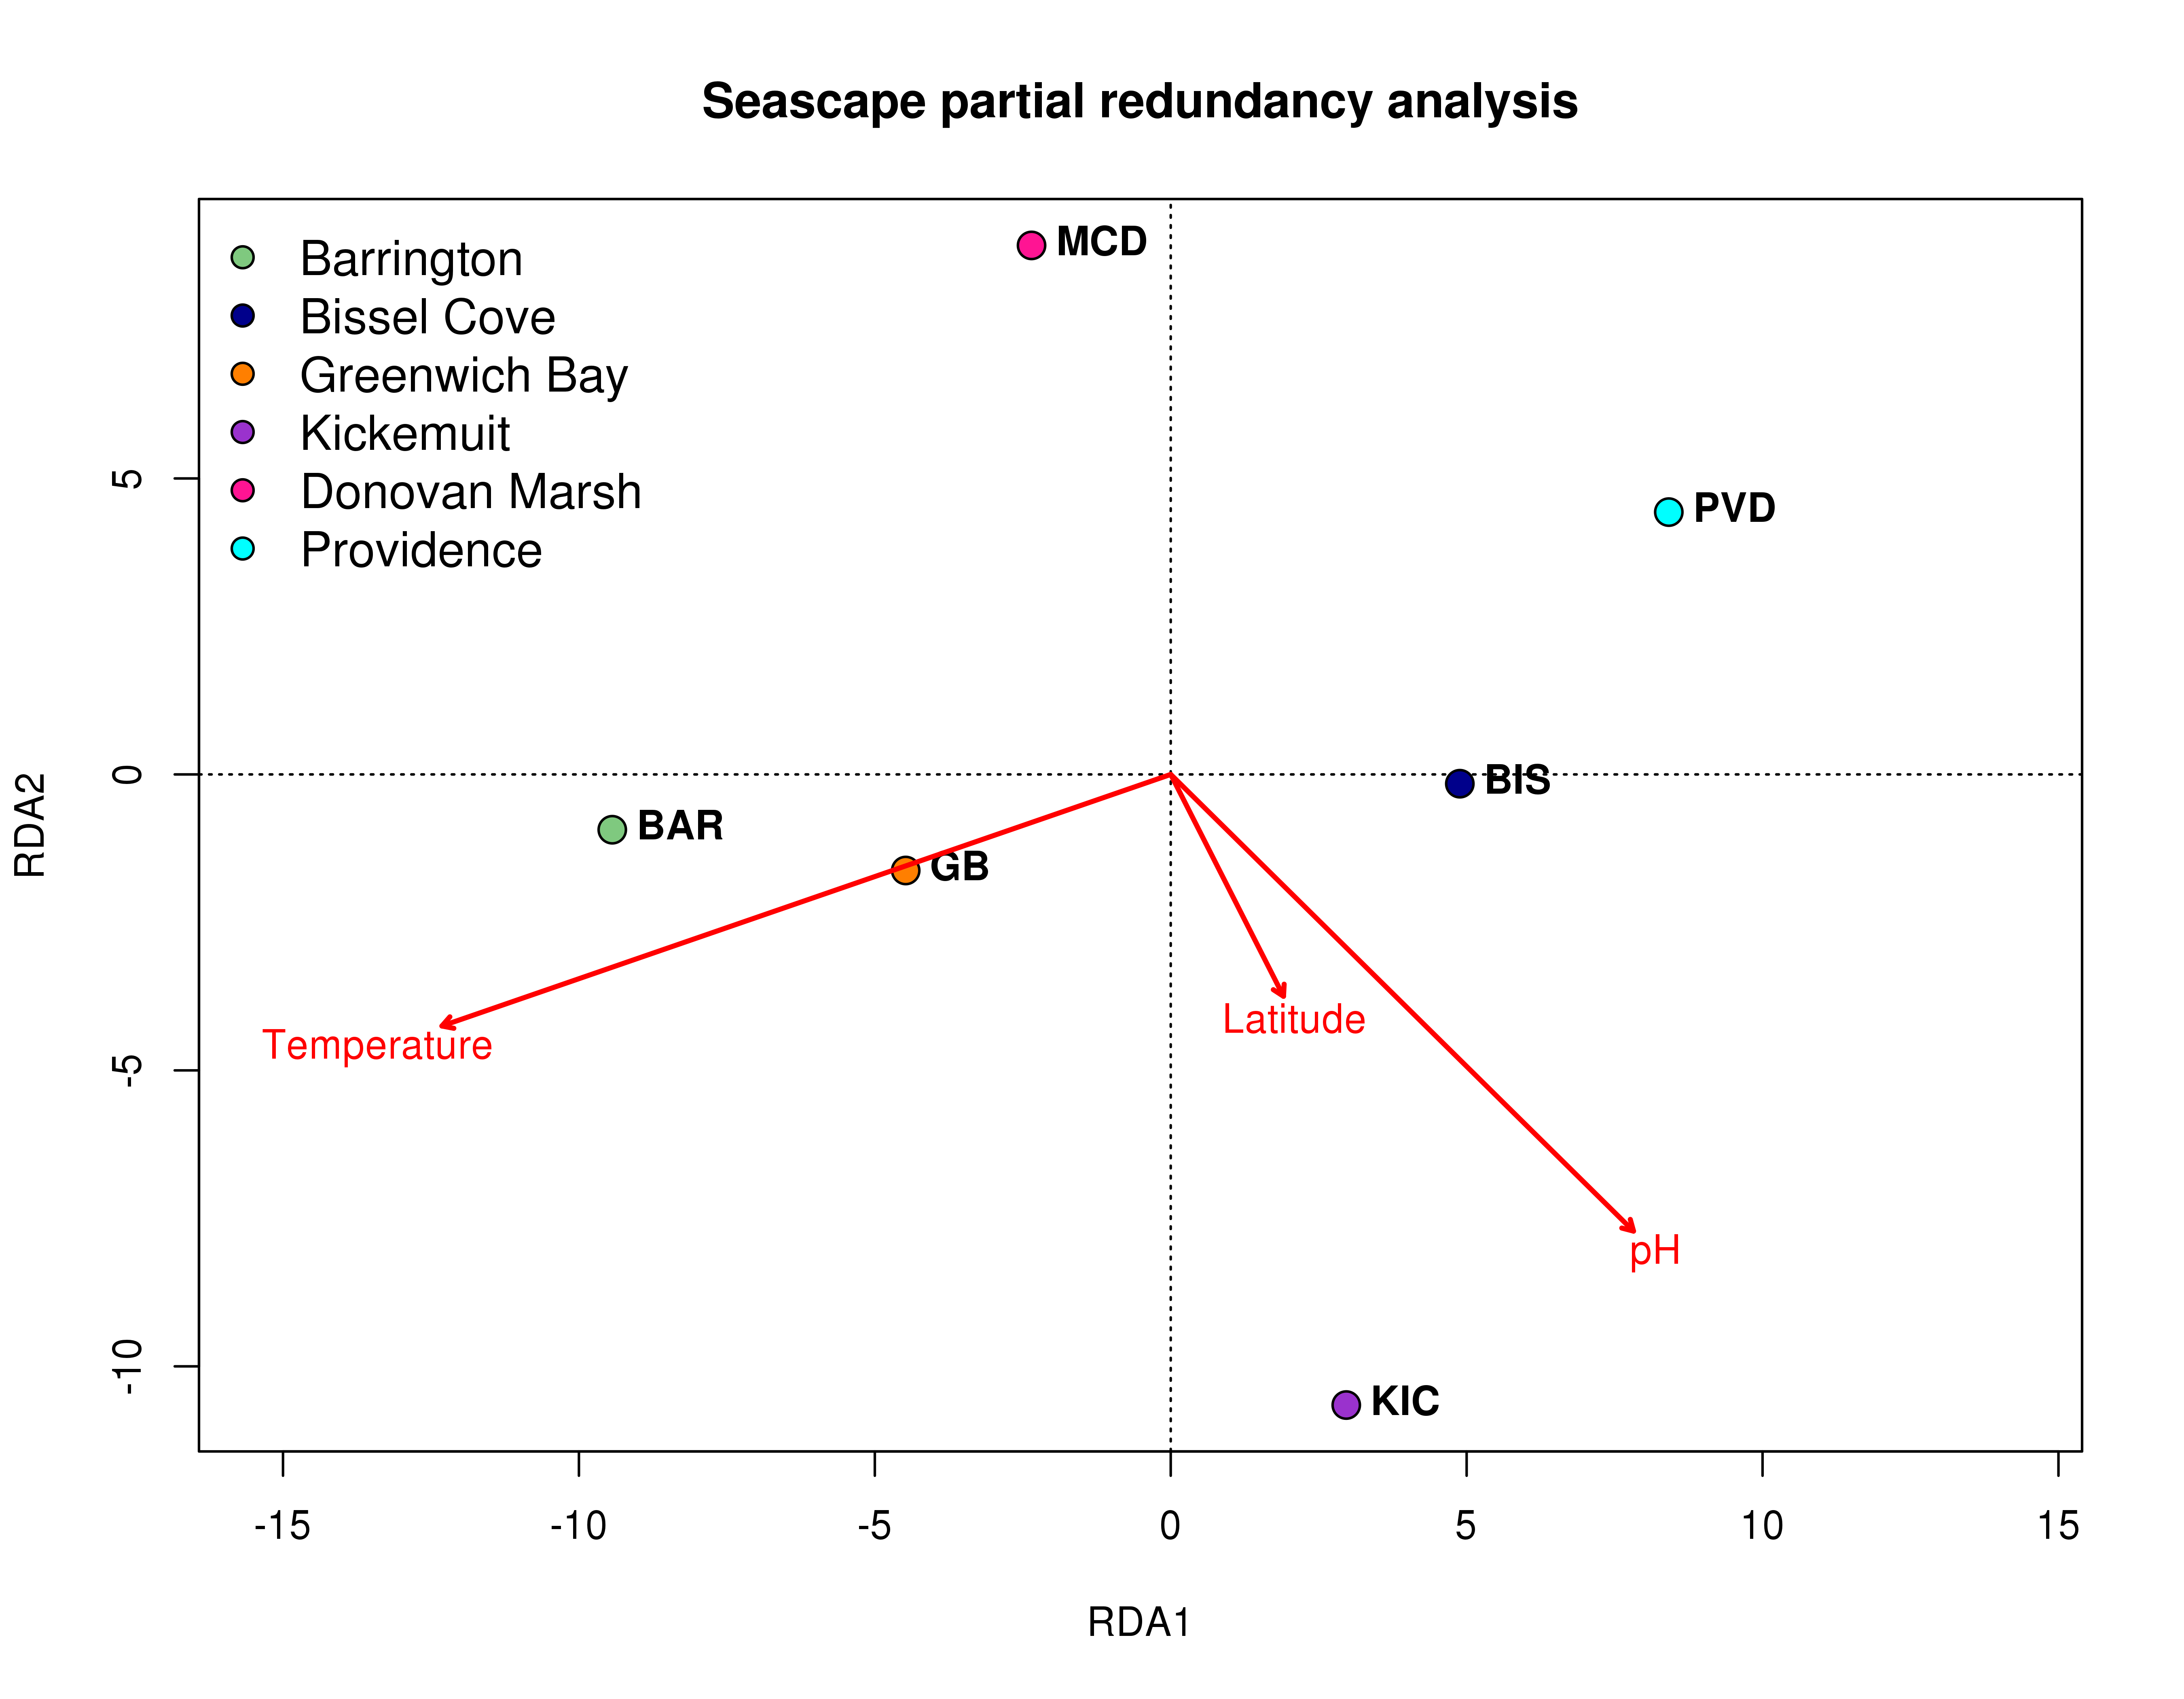 Seascape partial redundancy analysis
Barrington
Bissel Cove
Greenwich Bay
Kickemuit
Donovan Marsh
Providence
MCD
PVD
BIS
BAR
GB
Latitude
Temperature
pH
KIC
RDA2
5
0
-5
-10
-15 -10 -5 0 5 10 15
RDA1